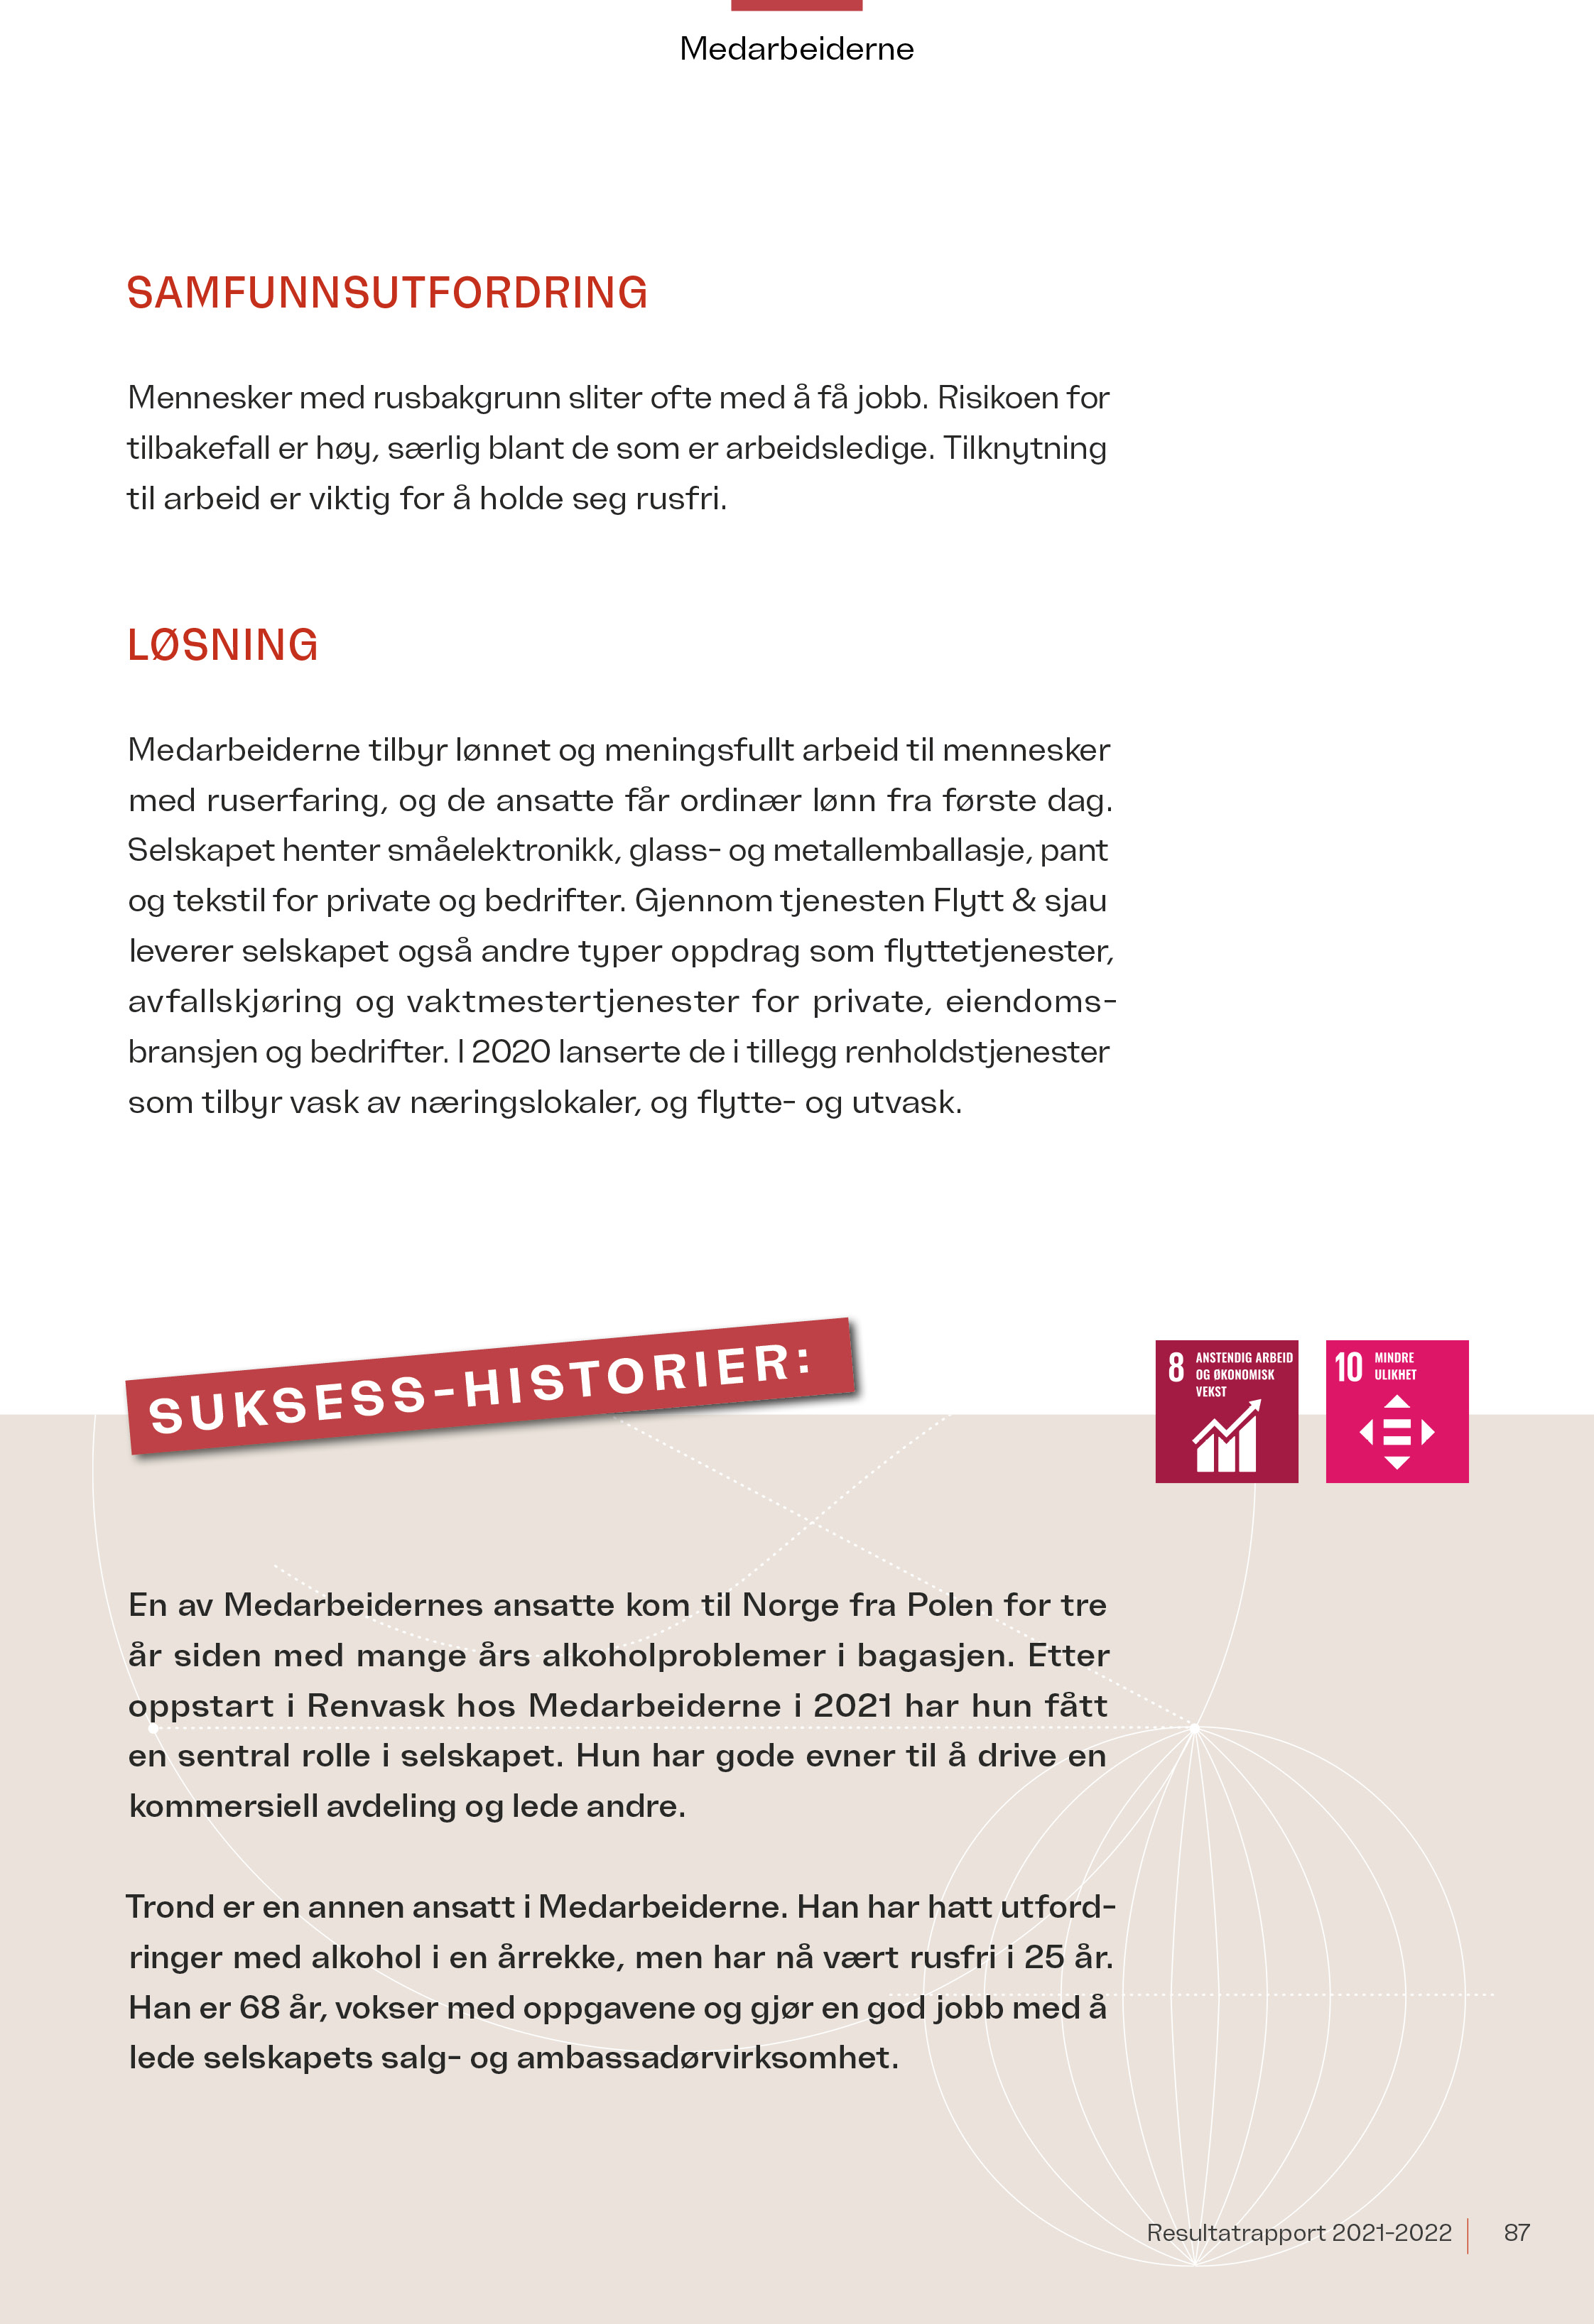 Medarbeiderne
SAMFUNNSUTFORDRING
Mennesker med rusbakgrunn sliter ofte med å få jobb. Risikoen for
tilbakefall er høy, særlig blant de som er arbeidsledige. Tilknytning
til arbeid er viktig for å holde seg rusfri.
LØSNING
Medarbeiderne tilbyr lønnet og meningsfullt arbeid til mennesker
med ruserfaring, og de ansatte får ordinær lønn fra første dag.
Selskapet henter småelektronikk, glass- og metallemballasje, pant
og tekstil for private og bedrifter. Gjennom tjenesten Flytt & sjau
leverer selskapet også andre typer oppdrag som flyttetjenester,
avfallskjøring og vaktmestertjenester for private, eiendoms-
bransjen og bedrifter. I 2020 lanserte de i tillegg renholdstjenester
som tilbyr vask av næringslokaler, og flytte- og utvask.
SUKSESS-HISTORIER:
8 ANSTENDIG ARBEID
OG ØKONOMISK
VEKST
10 MINDRE
ULIKHET
En av Medarbeidernes ansatte kom til Norge fra Polen for tre
år siden med mange års alkoholproblemer i bagasjen. Etter
oppstart i Renvask hos Medarbeiderne i 2021 har hun fått
en sentral rolle i selskapet. Hun har gode evner til å drive en
kommersiell avdeling og lede andre.
Trond er en annen ansatt i Medarbeiderne. Han har hatt utford-
ringer med alkohol i en årrekke, men har nå vært rusfri i 25 år.
Han er 68 år, vokser med oppgavene og gjør en god jobb med å
lede selskapets salg- og ambassadørvirksomhet.
Resultatrapport 2021-2022 87